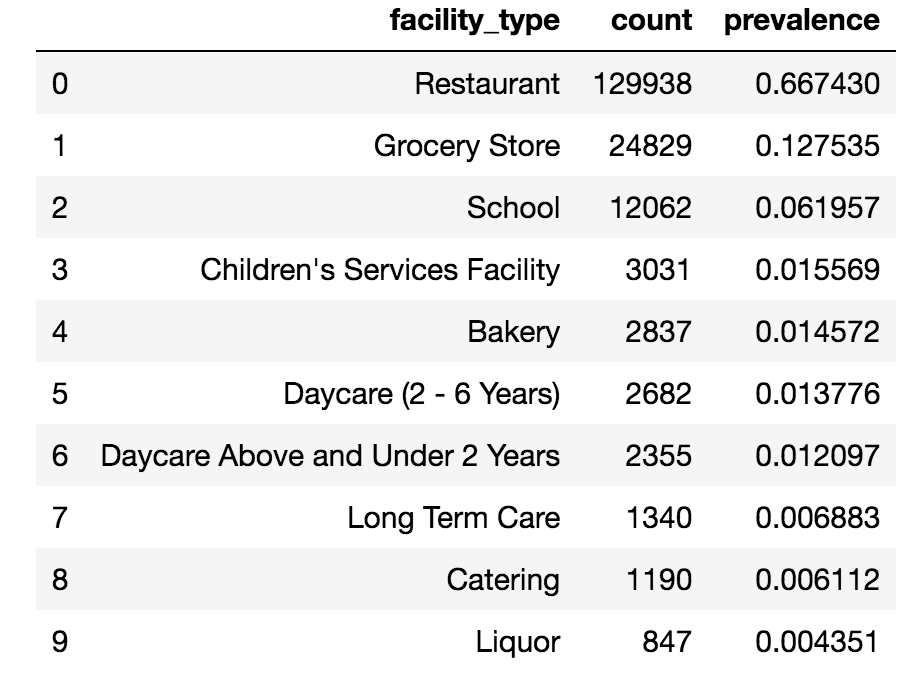 facility_type count prevalence
0 Restaurant 129938 0.667430
1 Grocery Store 24829 0.127535
2 School 12062 0.061957
3 Children's Services Facility 3031 0.015569
4 Bakery 2837 0.014572
5 Daycare (2 - 6 Years) 2682 0.013776
6 Daycare Above and Under 2 Years 2355 0.012097
7 Long Term Care 1340 0.006883
8 Catering 1190 0.006112
9 Liquor 847 0.004351